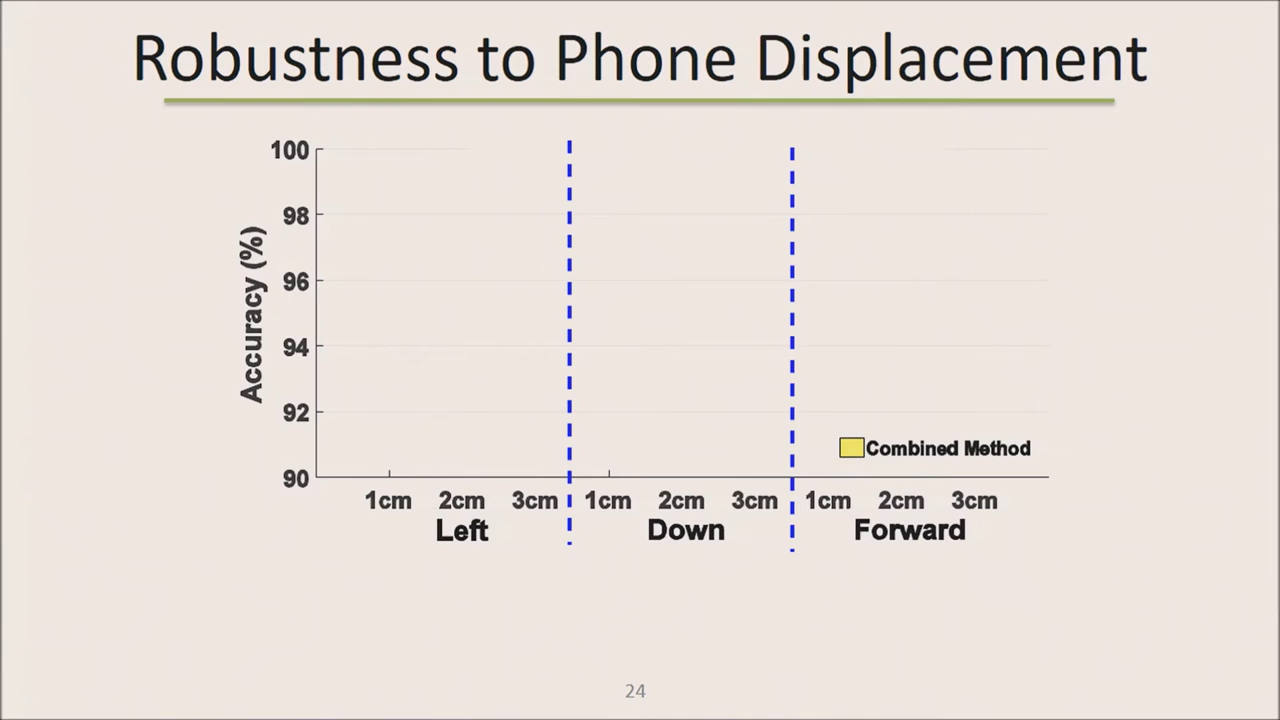 Robustness to Phone Displacement
100
98
96
94
92
90
Accuracy (%)
Combined Method
1cm 2cm 3cm 1cm 2cm 3cm 1cm 2cm 3cm
Left Down Forward
24